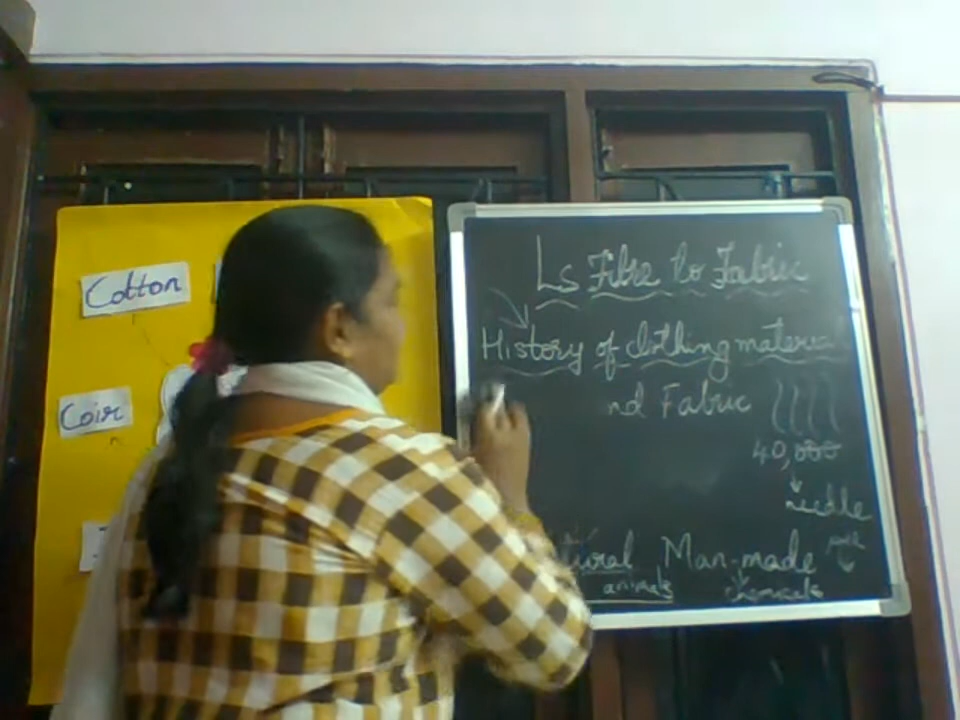 Cotton
Coir
Ls Fibre to Fabric
History of clothing material
nd Fabric
40,000
needle
Man-made
animals
chemicals